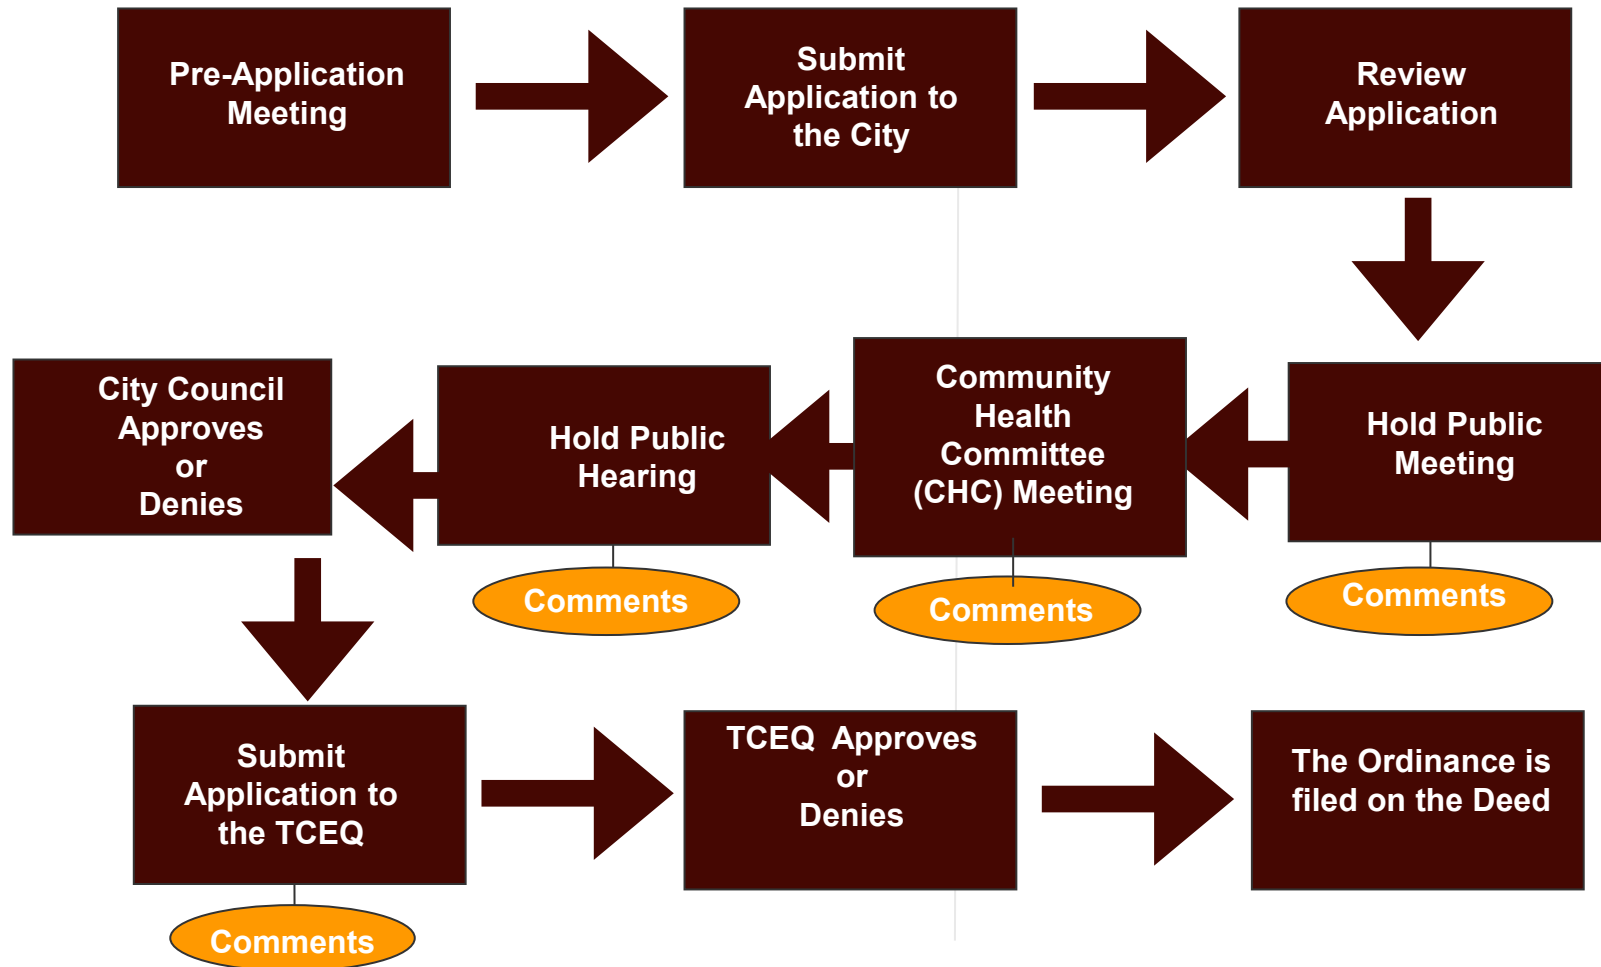 Pre-Application
Meeting
Submit
Application to
the City
Review
Application
Hold Public
Meeting
Comments
Community
Health
Committee
(CHC) Meeting
Comments
Hold Public
Hearing
Comments
City Council
Approves
or
Denies
Submit
Application to
the TCEQ
Comments
TCEQ  Approves
or
Denies
The Ordinance is
filed on the Deed